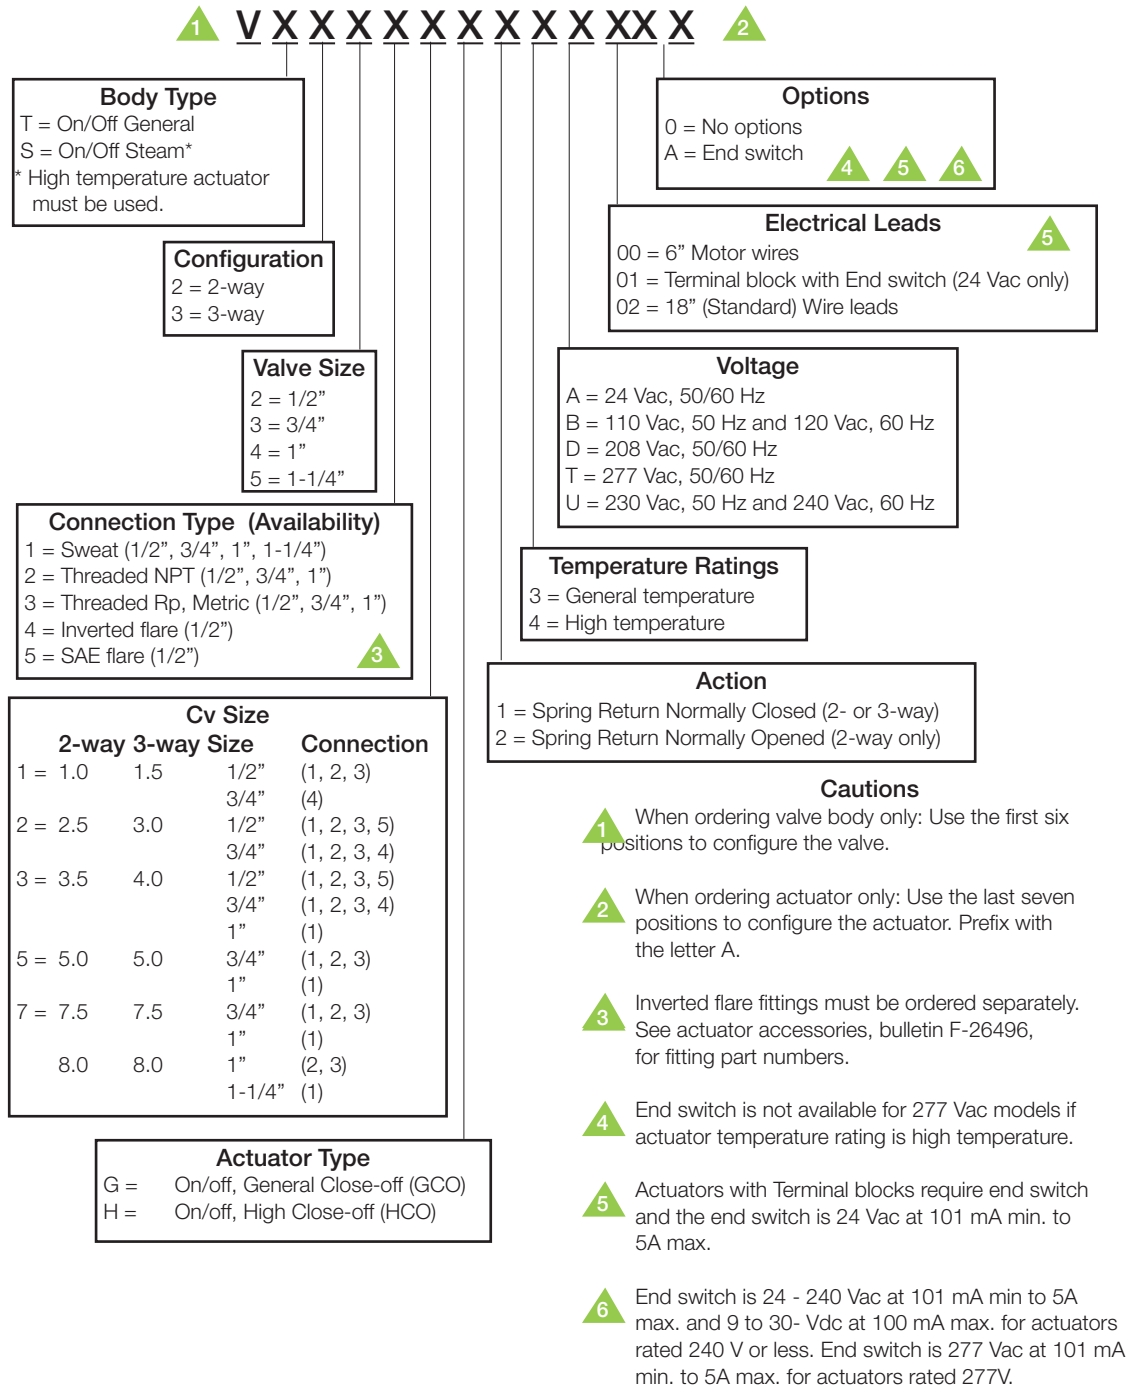 1 V X X X X X X X X X XX X 2
Body Type
T = On/Off General
S = On/Off Steam*
* High temperature actuator
must be used.
Options
0 = No options
A = End switch
4 5 6
Electrical Leads
5
00 = 6” Motor wires
01 = Terminal block with End switch (24 Vac only)
02 = 18” (Standard) Wire leads
Configuration
2 = 2-way
3 = 3-way
Valve Size
2 = 1/2”
3 = 3/4”
4 = 1”
5 = 1-1/4”
Voltage
A = 24 Vac, 50/60 Hz
B = 110 Vac, 50 Hz and 120 Vac, 60 Hz
D = 208 Vac, 50/60 Hz
T = 277 Vac, 50/60 Hz
U = 230 Vac, 50 Hz and 240 Vac, 60 Hz
Connection Type (Availability)
1 = Sweat (1/2”, 3/4”, 1”, 1-1/4”)
2 = Threaded NPT (1/2”, 3/4”, 1”)
3 = Threaded Rp, Metric (1/2”, 3/4”, 1”)
4 = Inverted flare (1/2”)
5 = SAE flare (1/2”)
3
Temperature Ratings
3 = General temperature
4 = High temperature
Action
1 = Spring Return Normally Closed (2- or 3-way)
2 = Spring Return Normally Opened (2-way only)
Cv Size
2-way 3-way Size Connection
1 = 1.0 1.5 1/2” (1, 2, 3)
3/4” (4)
2 = 2.5 3.0 1/2” (1, 2, 3, 5)
3/4” (1, 2, 3, 4)
3 = 3.5 4.0 1/2” (1, 2, 3, 5)
3/4” (1, 2, 3, 4)
1” (1)
5 = 5.0 5.0 3/4” (1, 2, 3)
1” (1)
7 = 7.5 7.5 3/4” (1, 2, 3)
1” (1)
8.0 8.0 1” (2, 3)
1-1/4” (1)
Actuator Type
G = On/off, General Close-off (GCO)
H = On/off, High Close-off (HCO)
Cautions
1 When ordering valve body only: Use the first six
positions to configure the valve.
2 When ordering actuator only: Use the last seven
positions to configure the actuator. Prefix with
the letter A.
3 Inverted flare fittings must be ordered separately.
See actuator accessories, bulletin F-26496,
for fitting part numbers.
4 End switch is not available for 277 Vac models if
actuator temperature rating is high temperature.
5 Actuators with Terminal blocks require end switch
and the end switch is 24 Vac at 101 mA min. to
5A max.
6 End switch is 24 - 240 Vac at 101 mA min to 5A
max. and 9 to 30- Vdc at 100 mA max. for actuators
rated 240 V or less. End switch is 277 Vac at 101 mA
min. to 5A max. for actuators rated 277V.